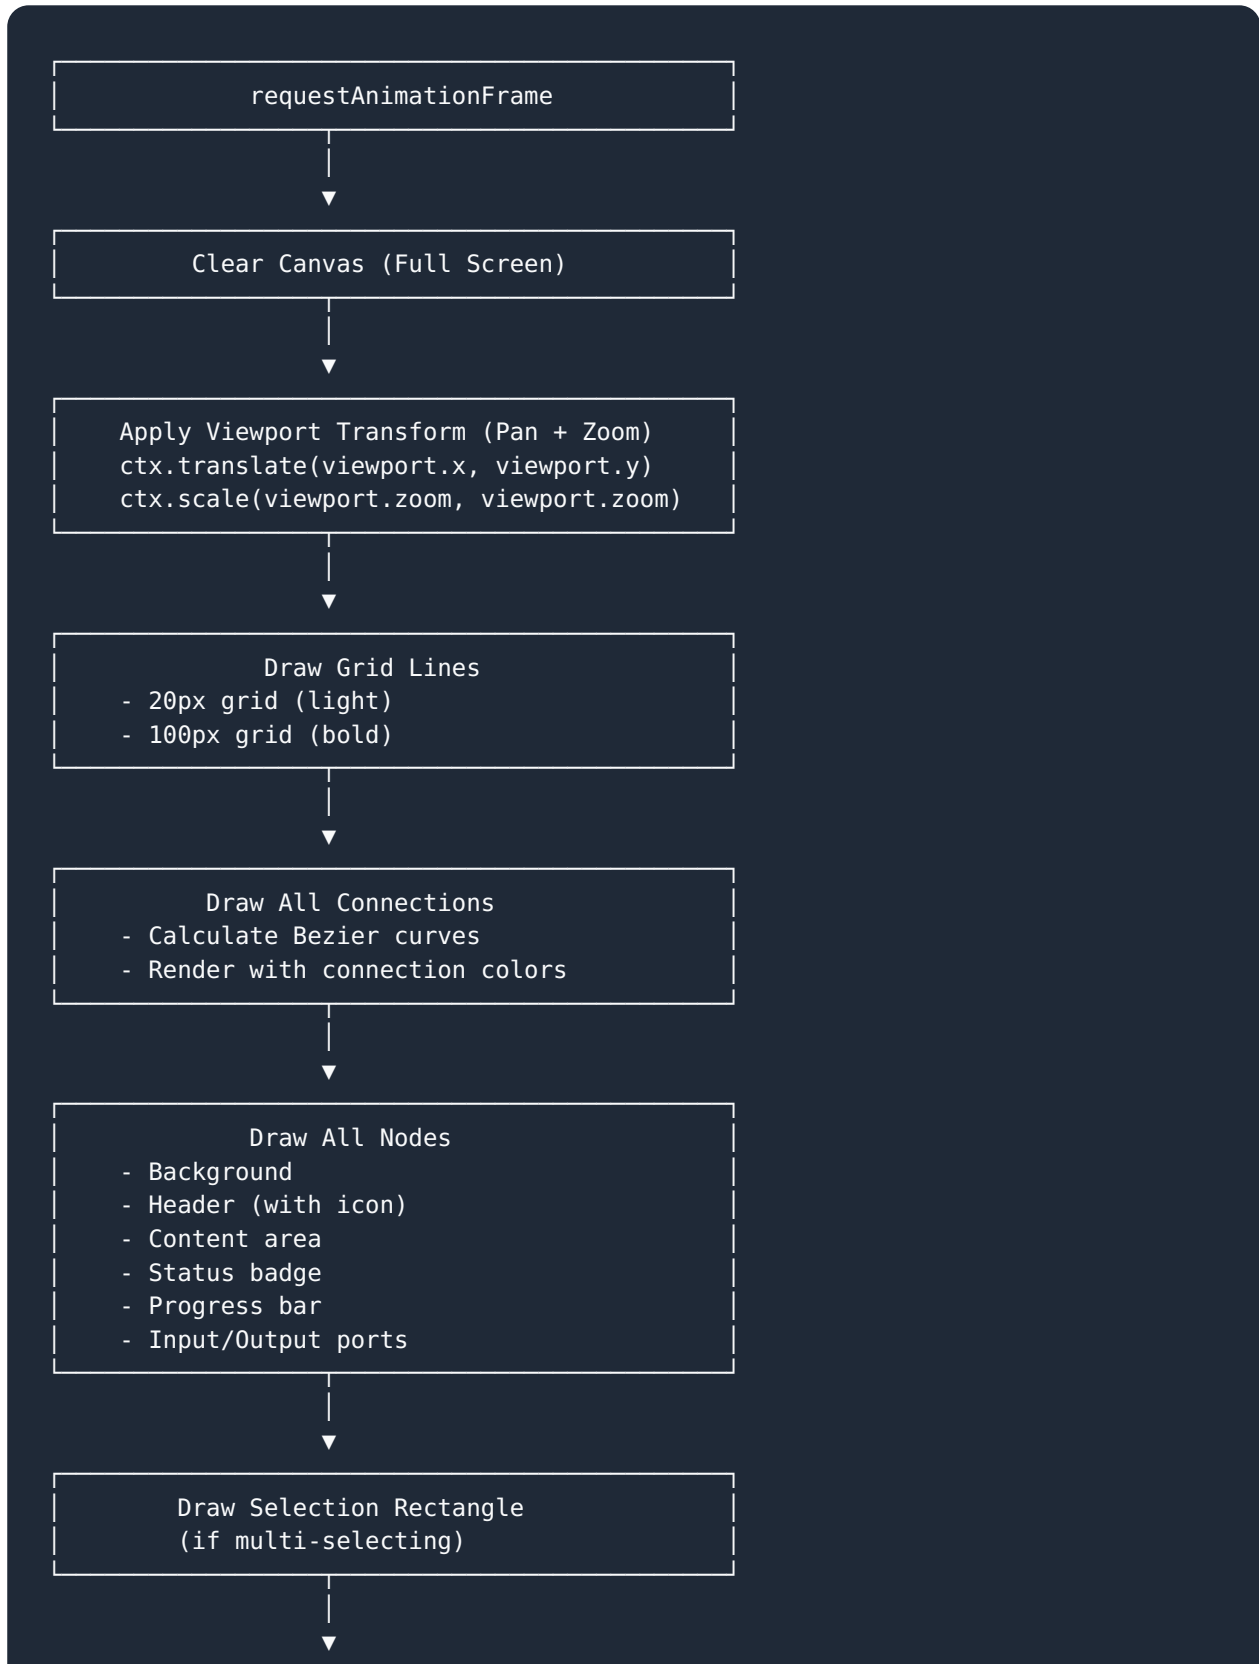 requestAnimationFrame
▼
Clear Canvas (Full Screen)
▼
Apply Viewport Transform (Pan + Zoom)
ctx.translate(viewport.x, viewport.y)
ctx.scale(viewport.zoom, viewport.zoom)
▼
Draw Grid Lines
- 20px grid (light)
- 100px grid (bold)
▼
Draw All Connections
- Calculate Bezier curves
- Render with connection colors
▼
Draw All Nodes
- Background
- Header (with icon)
- Content area
- Status badge
- Progress bar
- Input/Output ports
▼
Draw Selection Rectangle
(if multi-selecting)
▼